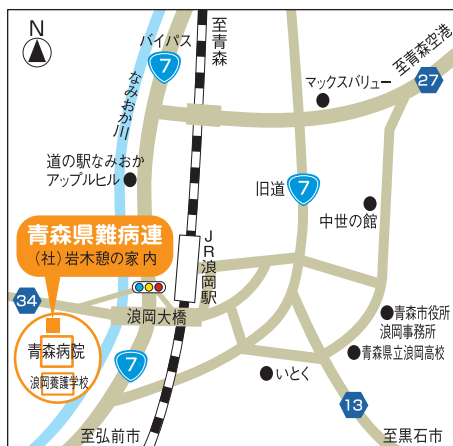 N
バイパス
7
至青森
至青森空港
27
マックスバリュー
なみおか川
道の駅なみおか
アップルヒル
旧道
7
中世の館
青森県難病連
（社）岩木憩の家内
JR浪岡駅
34
浪岡大橋
青森市役所
浪岡事務所
青森県立浪岡高校
青森病院
浪岡養護学校
7
いとく
13
至弘前市
至黒石市